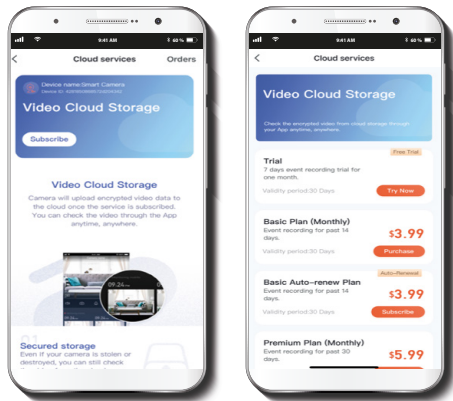 9:41 AM
60%
Cloud services
Orders
Device name:Smart Camera
Video Cloud Storage
Subscribe
Video Cloud Storage
Camera will upload encrypted video data to
the cloud once the service is subscribed.
You can check the video through the App
anytime, anywhere.
09:24
01
Secured storage
Even if your camera is stolen or
destroyed, you can still check
9:41 AM
60%
Cloud services
Video Cloud Storage
Check the encrypted video from cloud storage through
your App anytime, anywhere.
Free Trial
Trial
7 days event recording trial for
one month.
Validity period:30 Days
Try Now
Basic Plan (Monthly)
Event recording for past 14
days.
$3.99
Validity period:30 Days
Purchase
Auto-Renewal
Basic Auto-renew Plan
Event recording for past 14
days.
$3.99
Validity period:30 Days
Subscribe
Premium Plan (Monthly)
Event recording for past 30
days.
$5.99